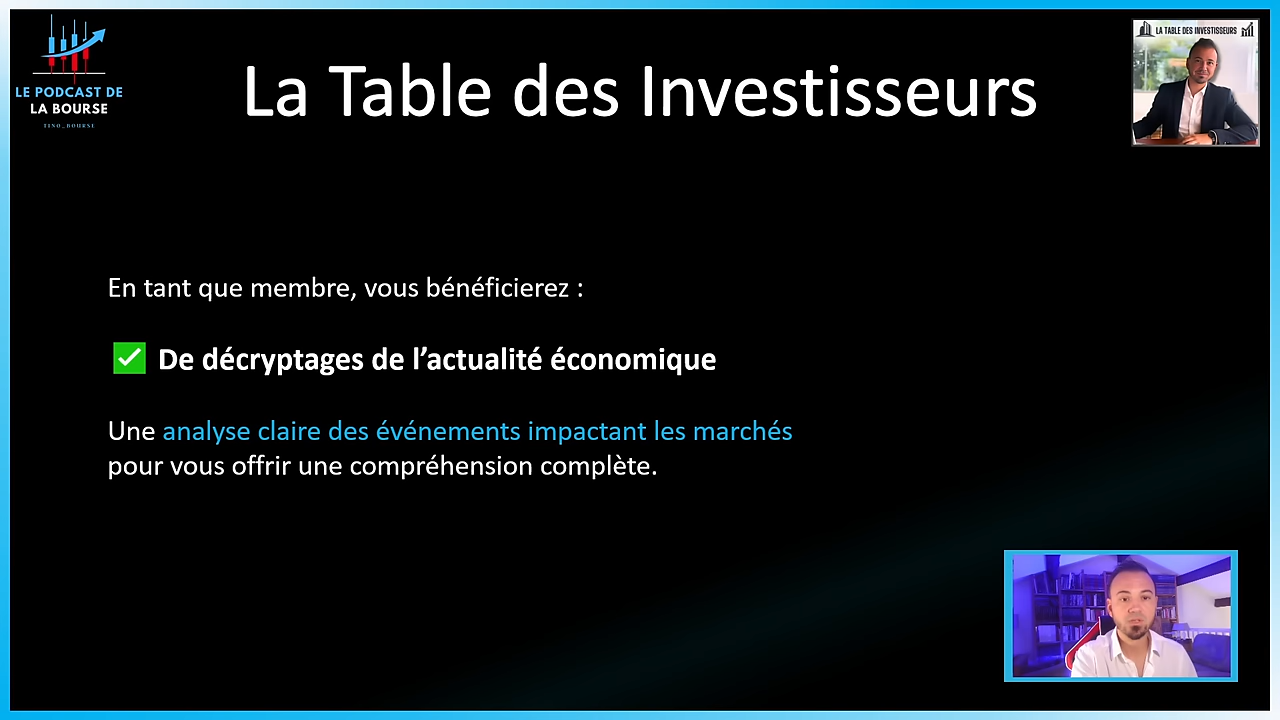 LE PODCAST DE
LA BOURSE
TINO_BOURSE
La Table des Investisseurs
LA TABLE DES INVESTISSEURS
En tant que membre, vous bénéficierez :
✅ De décryptages de l’actualité économique
Une analyse claire des événements impactant les marchés
pour vous offrir une compréhension complète.